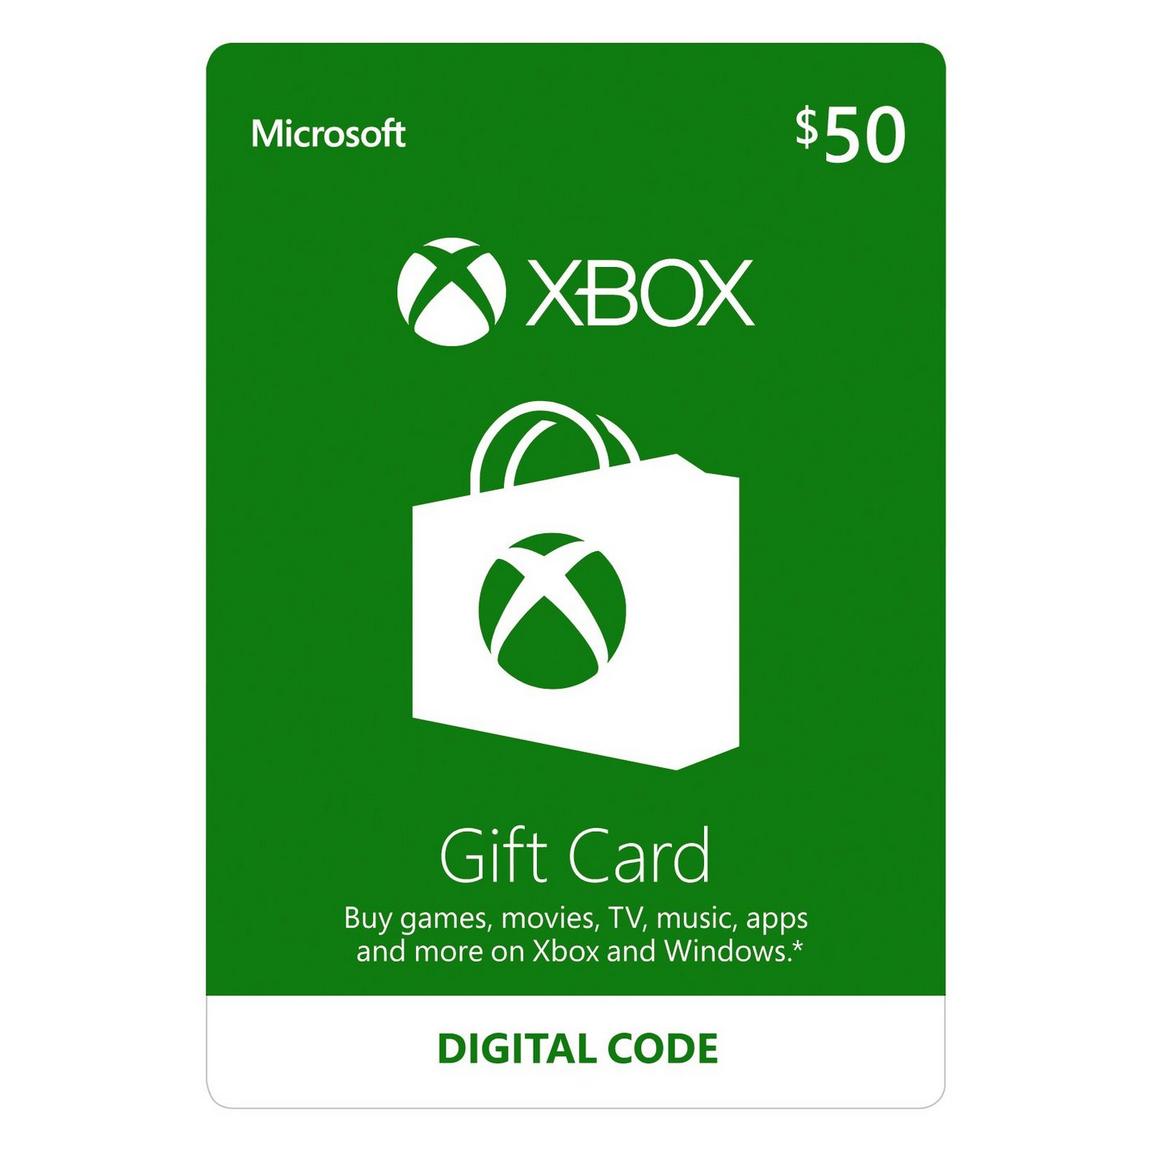 Microsoft
$50
XBOX
Gift Card
Buy games, movies, TV, music, apps
and more on Xbox and Windows.*
DIGITAL CODE